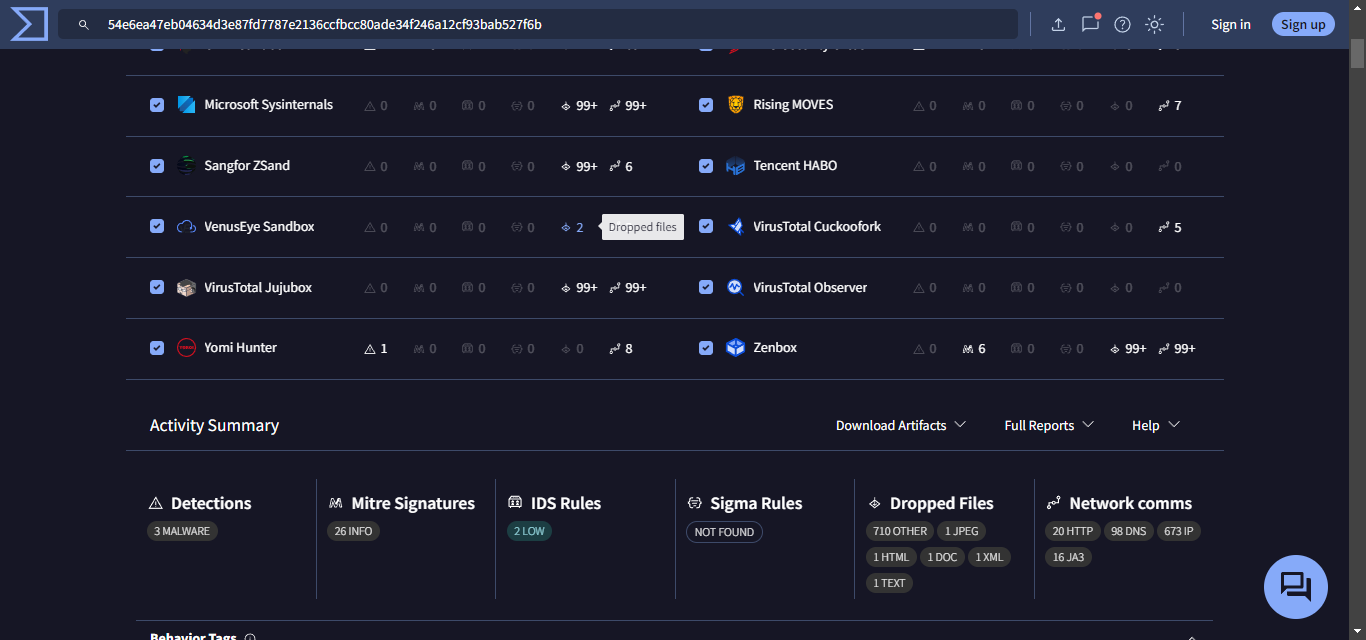 54e6ea47eb04634d3e87fd7787e2136ccfbcc80ade34f246a12cf93bab527f6b Sign in Sign up
Microsoft Sysinternals 0 0 0 0 99+ 99+ Rising MOVES 0 0 0 0 0 7
Sangfor ZSand 0 0 0 0 99+ 6 Tencent HABO 0 0 0 0 0 0
VenusEye Sandbox 0 0 0 0 2 Dropped files VirusTotal Cuckoofork 0 0 0 0 0 5
VirusTotal Jujubox 0 0 0 0 99+ 99+ VirusTotal Observer 0 0 0 0 0 0
Yomi Hunter 1 0 0 0 0 8 Zenbox 0 6 0 0 99+ 99+
Activity Summary Download Artifacts Full Reports Help
Detections Mitre Signatures IDS Rules Sigma Rules Dropped Files Network comms
3 MALWARE 26 INFO 2 LOW NOT FOUND 710 OTHER 1 JPEG 20 HTTP 98 DNS 673 IP
1 HTML 1 DOC 1 XML 16 JA3
1 TEXT
Behavior Tags